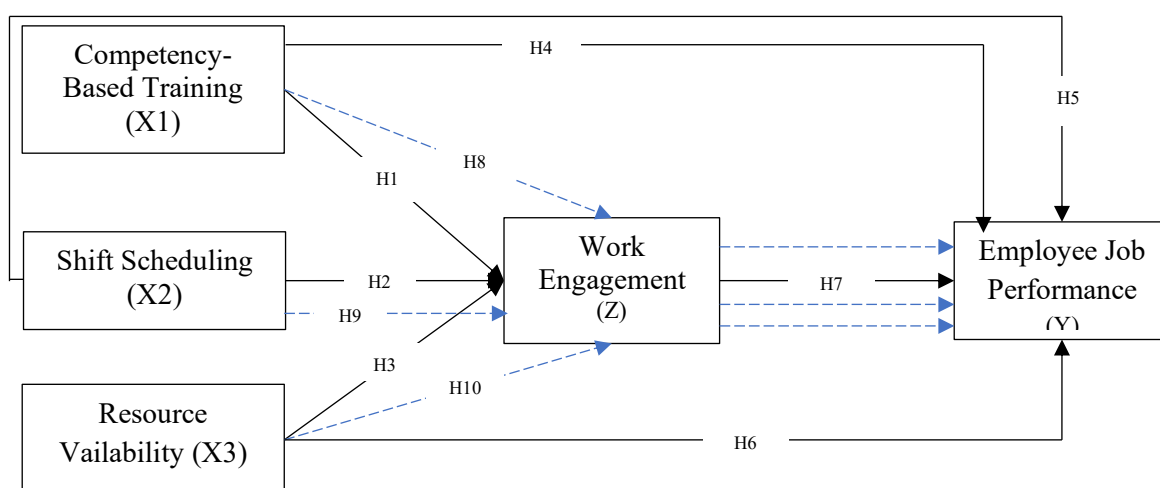 Competency-
Based Training
(X1)
H4
H5
H8
H1
Shift Scheduling
(X2)
H2
H9
Work
Engagement
(Z)
H7
Employee Job
Performance
(Y)
H3
H10
Resource
Vailability (X3)
H6